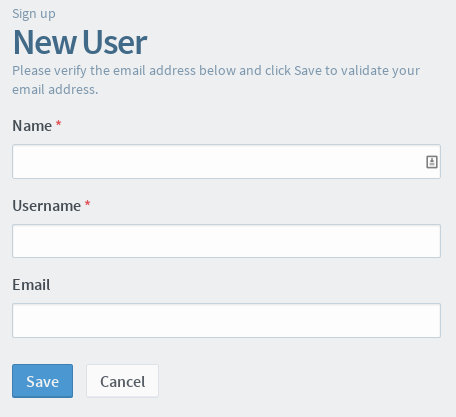 Sign up
New User
Please verify the email address below and click Save to validate your
email address.
Name *
Username *
Email
Save Cancel